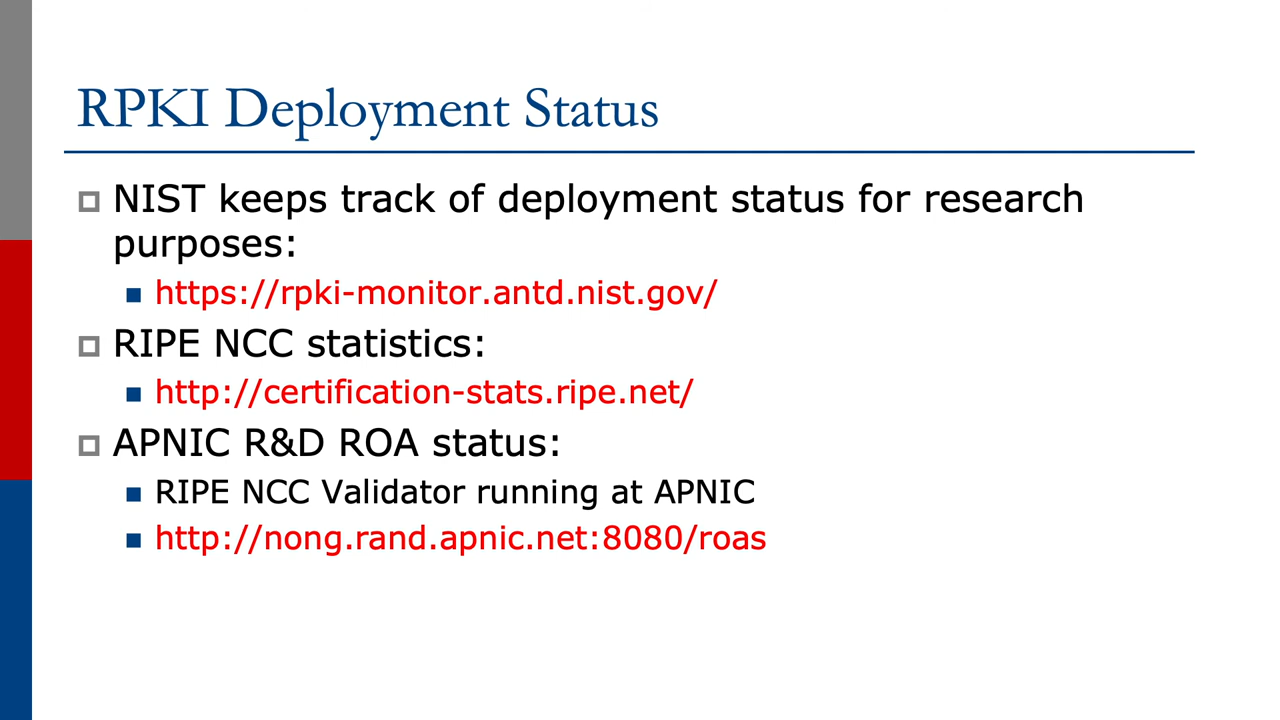 RPKI Deployment Status
NIST keeps track of deployment status for research
purposes:
https://rpki-monitor.antd.nist.gov/
RIPE NCC statistics:
http://certification-stats.ripe.net/
APNIC R&D ROA status:
RIPE NCC Validator running at APNIC
http://nong.rand.apnic.net:8080/roas